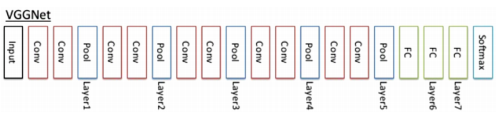 VGGNet
Input Conv Conv Pool Conv Conv Pool Conv Conv Pool Conv Conv Pool Conv Conv Pool FC FC FC Softmax
Layer1 Layer2 Layer3 Layer4 Layer5 Layer6 Layer7